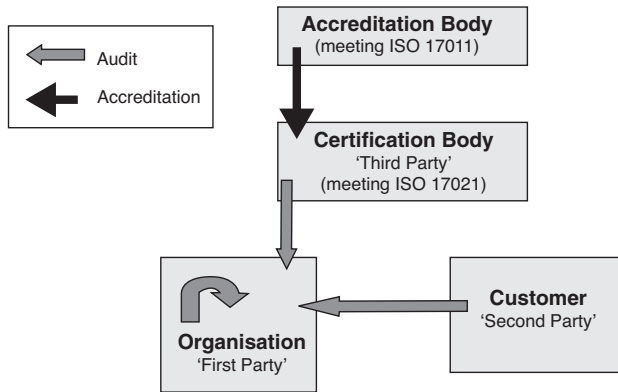 Audit
Accreditation
Accreditation Body
(meeting ISO 17011)
Certification Body
‘Third Party’
(meeting ISO 17021)
Organisation
‘First Party’
Customer
‘Second Party’